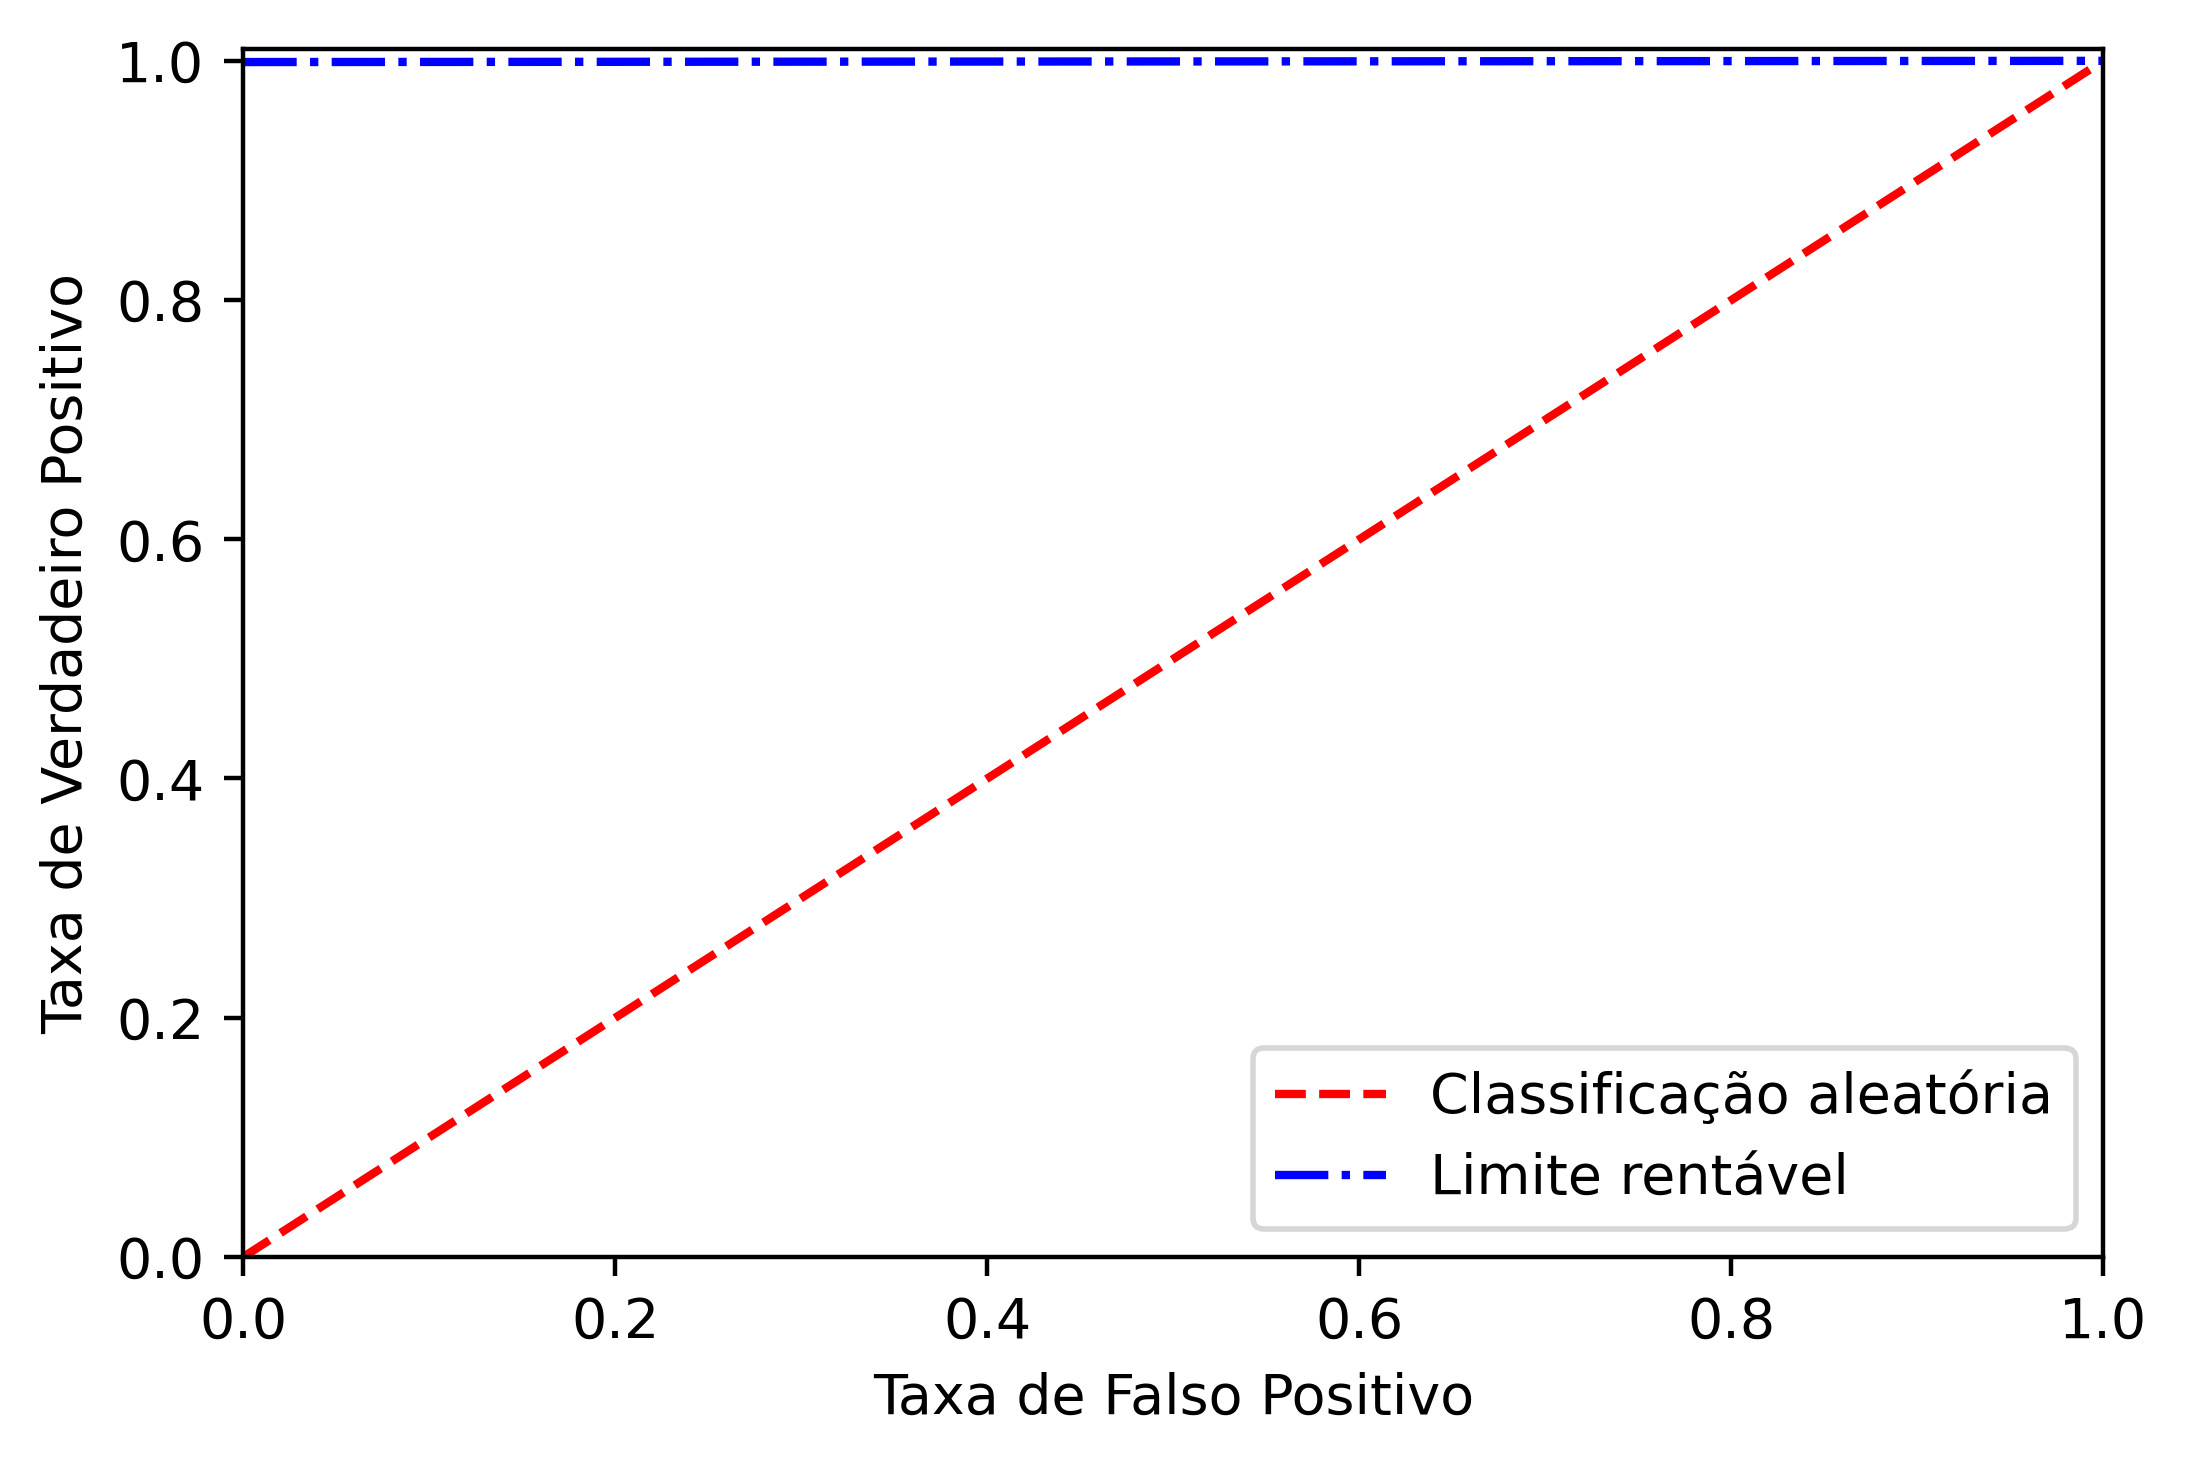 1.0
0.8
0.6
0.4
0.2
0.0
Taxa de Verdadeiro Positivo
Classificação aleatória
Limite rentável
0.0 0.2 0.4 0.6 0.8 1.0
Taxa de Falso Positivo